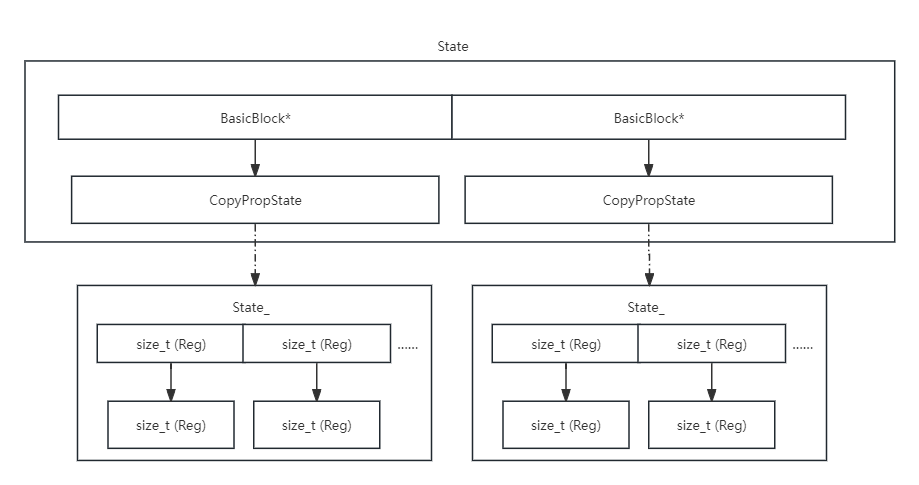 State
BasicBlock* BasicBlock*
CopyPropState CopyPropState
State_ State_
size_t (Reg) size_t (Reg) ...... size_t (Reg) size_t (Reg) ......
size_t (Reg) size_t (Reg) size_t (Reg) size_t (Reg)